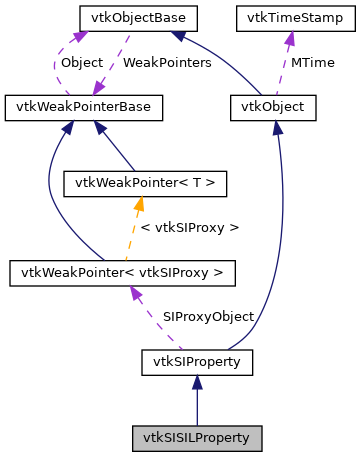 vtkObjectBase
vtkTimeStamp
Object
WeakPointers
MTime
vtkWeakPointerBase
vtkObject
vtkWeakPointer< T >
< vtkSIProxy >
vtkWeakPointer< vtkSIProxy >
SIProxyObject
vtkSIProperty
vtkSISILProperty